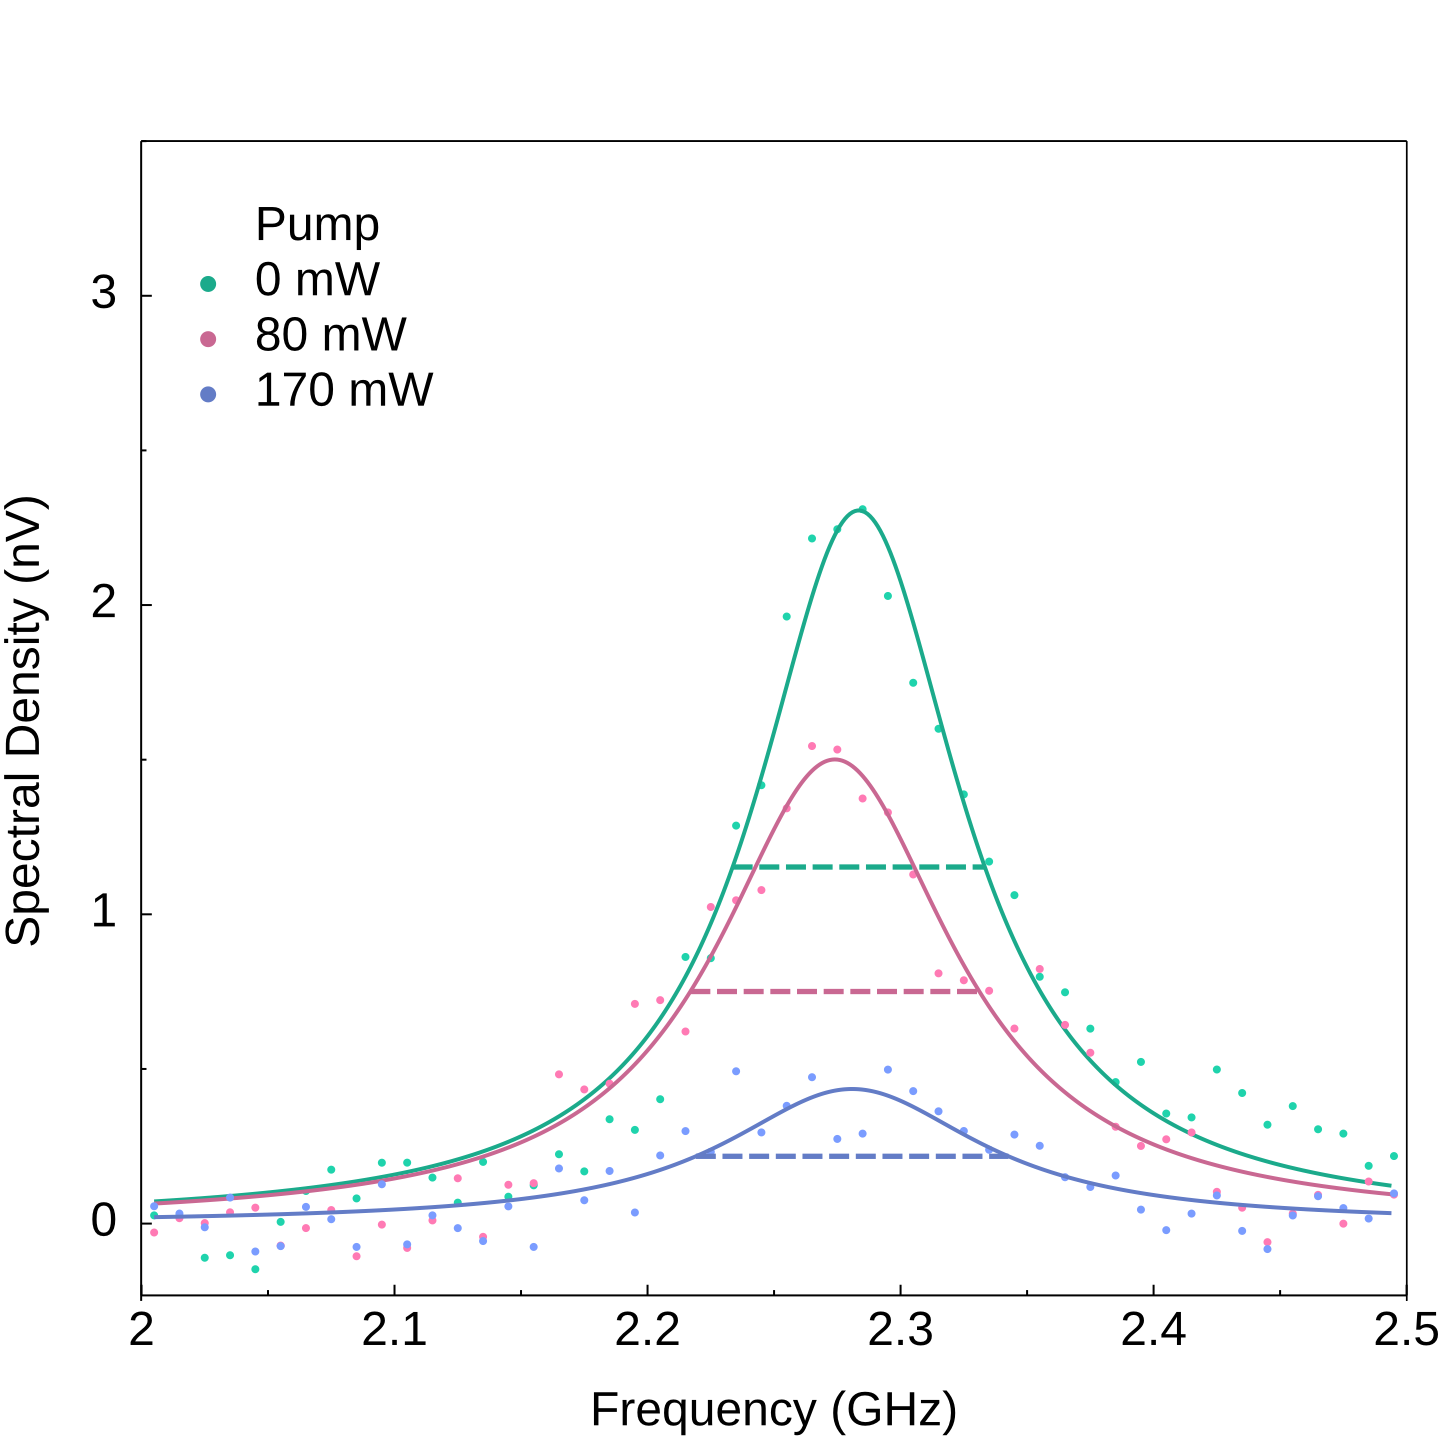 Pump
0 mW
80 mW
170 mW
3
2
1
0
Spectral Density (nV)
2 2.1 2.2 2.3 2.4 2.5
Frequency (GHz)